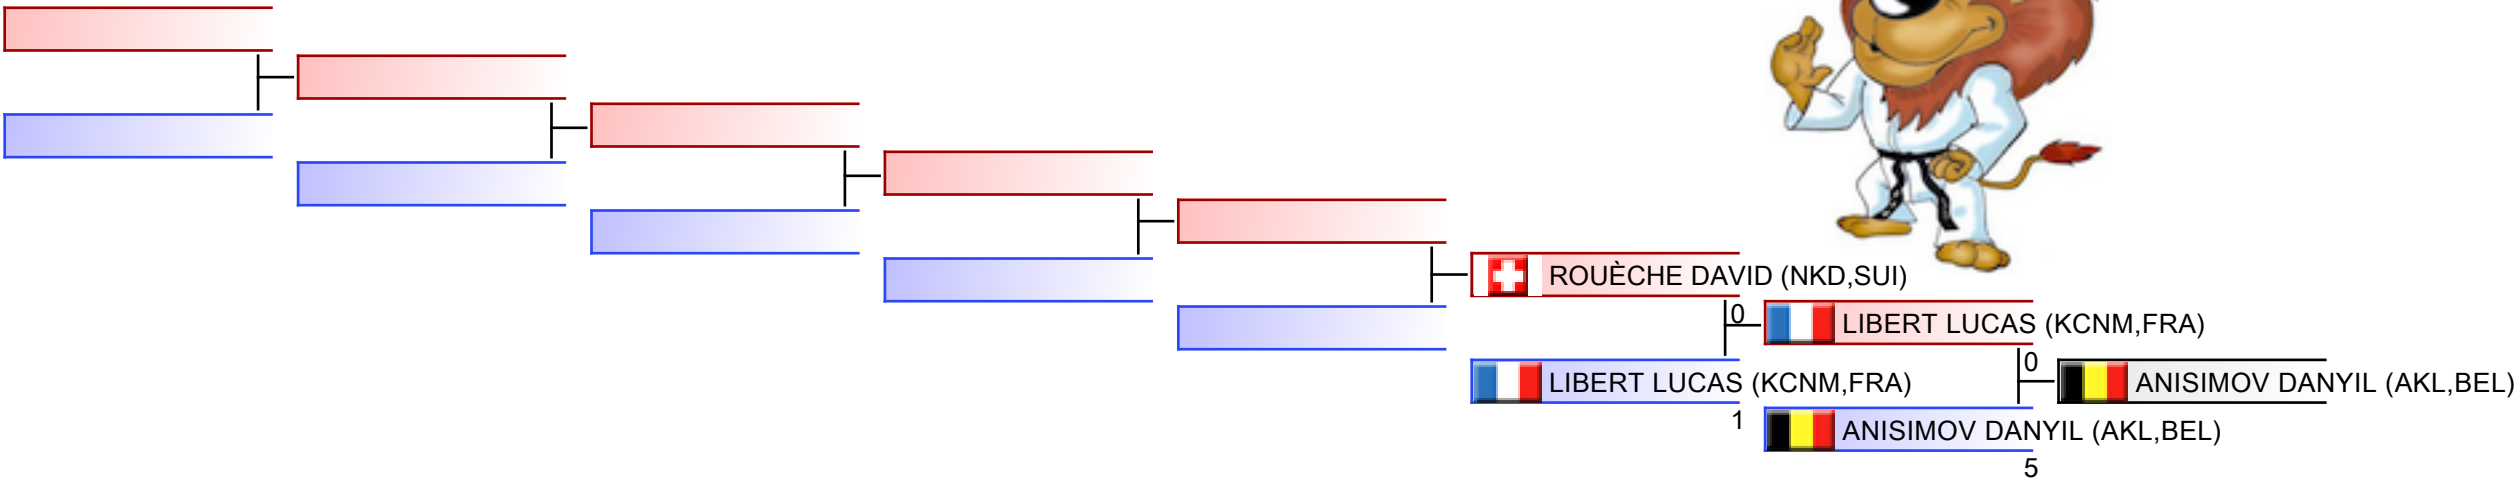 ROUÈCHE DAVID (NKD,SUI)
0
LIBERT LUCAS (KCNM,FRA)
LIBERT LUCAS (KCNM,FRA)
1
0
ANISIMOV DANYIL (AKL,BEL)
ANISIMOV DANYIL (AKL,BEL)
5